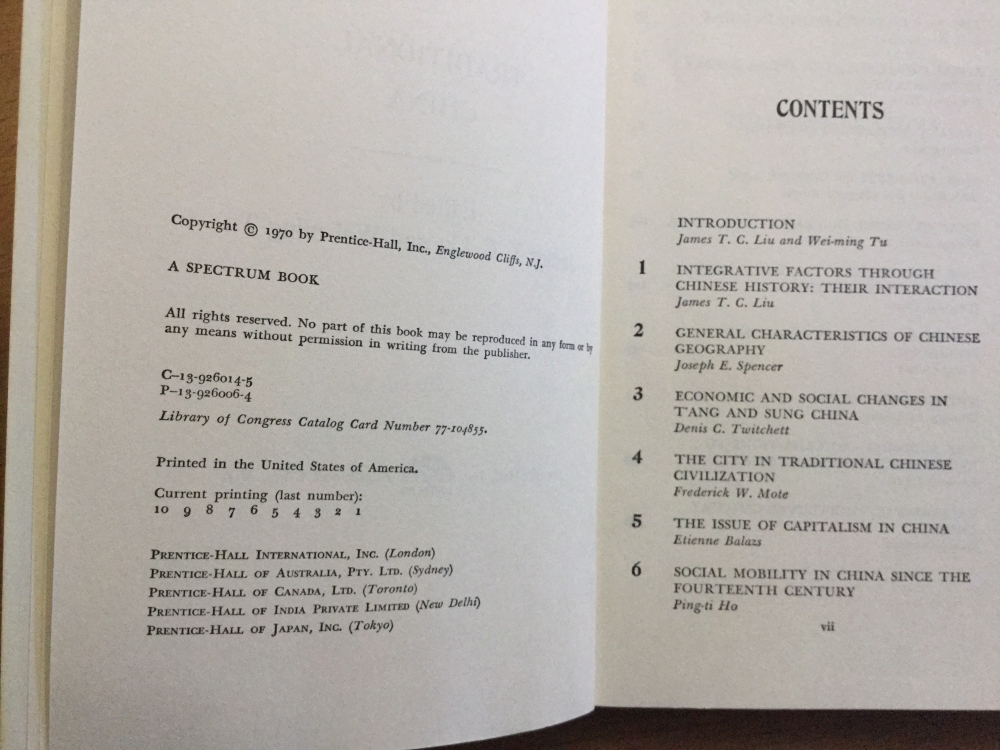 Copyright © 1970 by Prentice-Hall, Inc., Englewood Cliffs, N.J.
A SPECTRUM BOOK
All rights reserved. No part of this book may be reproduced in any form or by
any means without permission in writing from the publisher.
C–13-926014-5
P–13-926006-4
Library of Congress Catalog Card Number 77-104855.
Printed in the United States of America.
Current printing (last number):
10 9 8 7 6 5 4 3 2 1
PRENTICE-HALL INTERNATIONAL, INC. (London)
PRENTICE-HALL OF AUSTRALIA, PTY. LTD. (Sydney)
PRENTICE-HALL OF CANADA, LTD. (Toronto)
PRENTICE-HALL OF INDIA PRIVATE LIMITED (New Delhi)
PRENTICE-HALL OF JAPAN, INC. (Tokyo)
CONTENTS
INTRODUCTION
James T. C. Liu and Wei-ming Tu
1 INTEGRATIVE FACTORS THROUGH
CHINESE HISTORY: THEIR INTERACTION
James T. C. Liu
2 GENERAL CHARACTERISTICS OF CHINESE
GEOGRAPHY
Joseph E. Spencer
3 ECONOMIC AND SOCIAL CHANGES IN
T'ANG AND SUNG CHINA
Denis C. Twitchett
4 THE CITY IN TRADITIONAL CHINESE
CIVILIZATION
Frederick W. Mote
5 THE ISSUE OF CAPITALISM IN CHINA
Etienne Balazs
6 SOCIAL MOBILITY IN CHINA SINCE THE
FOURTEENTH CENTURY
Ping-ti Ho
vii